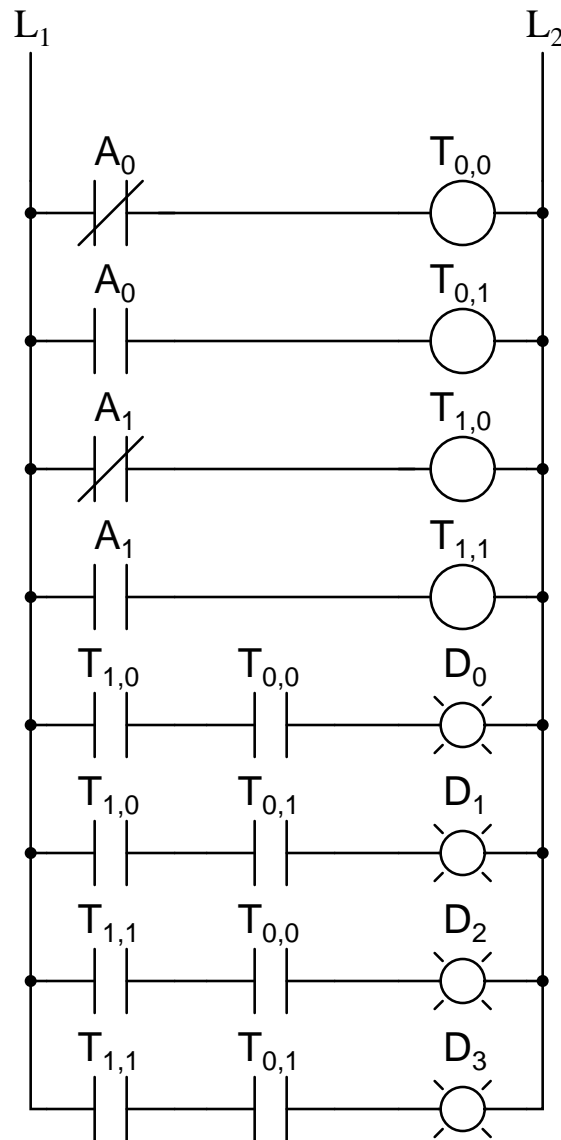 L1 L2
A0 T0,0
A0 T0,1
A1 T1,0
A1 T1,1
T1,0 T0,0 D0
T1,0 T0,1 D1
T1,1 T0,0 D2
T1,1 T0,1 D3